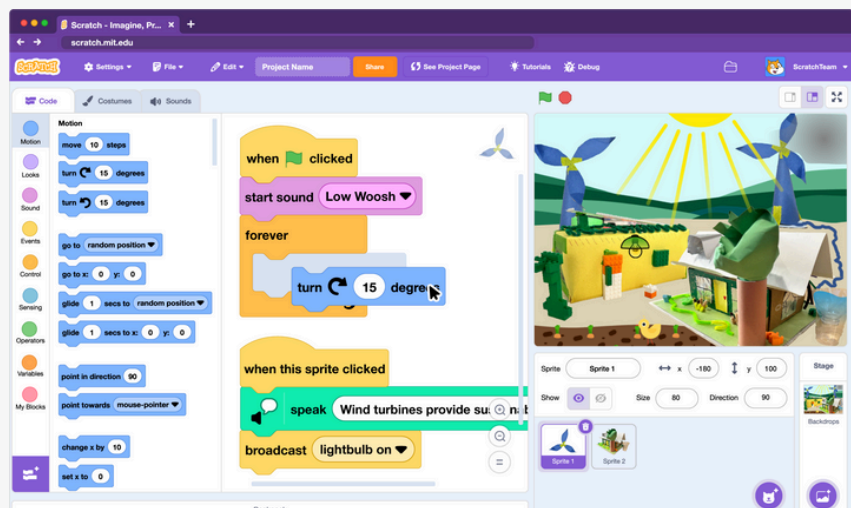 Scratch - Imagine, Pr...
scratch.mit.edu
SCRATCH
Settings
File
Edit
Project Name
Share
See Project Page
Tutorials
Debug
ScratchTeam
Code
Costumes
Sounds
Motion
Looks
Sound
Events
Control
Sensing
Operators
Variables
My Blocks
Motion
move 10 steps
turn 15 degrees
turn 15 degrees
go to random position
go to x: 0 y: 0
glide 1 secs to random position
glide 1 secs to x: 0 y: 0
point in direction 90
point towards mouse-pointer
change x by 10
set x to 0
when clicked
start sound Low Woosh
forever
turn 15 degrees
when this sprite clicked
speak Wind turbines provide
broadcast lightbulb on
Sprite
Sprite 1
x -180
y 100
Show
Size 80
Direction 90
Sprite 1
Sprite 2
Stage
Backdrops